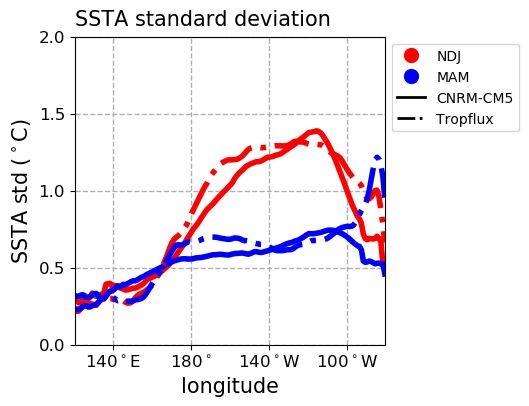 SSTA standard deviation
2.0
1.5
1.0
0.5
0.0
SSTA std (°C)
140°E
180°
140°W
100°W
longitude
NDJ
MAM
CNRM-CM5
Tropflux